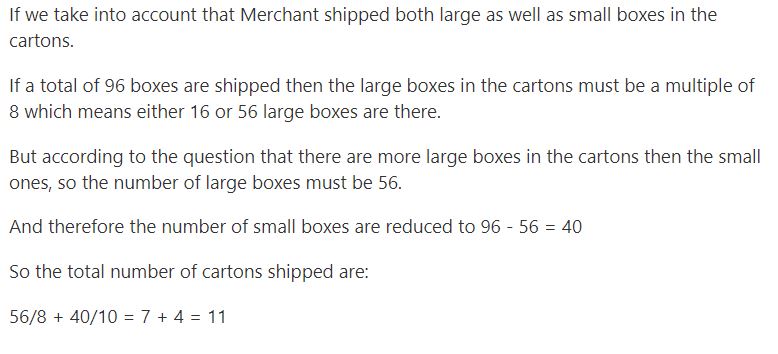 If we take into account that Merchant shipped both large as well as small boxes in the
cartons.
If a total of 96 boxes are shipped then the large boxes in the cartons must be a multiple of
8 which means either 16 or 56 large boxes are there.
But according to the question that there are more large boxes in the cartons then the small
ones, so the number of large boxes must be 56.
And therefore the number of small boxes are reduced to 96 - 56 = 40
So the total number of cartons shipped are:
56/8 + 40/10 = 7 + 4 = 11